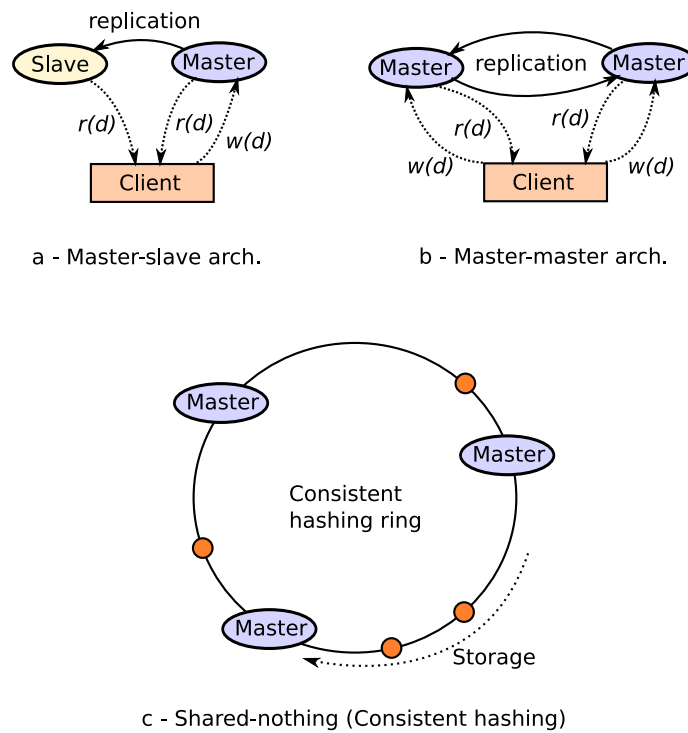 replication
Slave
Master
r(d)
r(d)
w(d)
Client
a - Master-slave arch.
Master
replication
Master
r(d)
r(d)
w(d)
w(d)
Client
b - Master-master arch.
Master
Master
Consistent
hashing ring
Master
Storage
c - Shared-nothing (Consistent hashing)